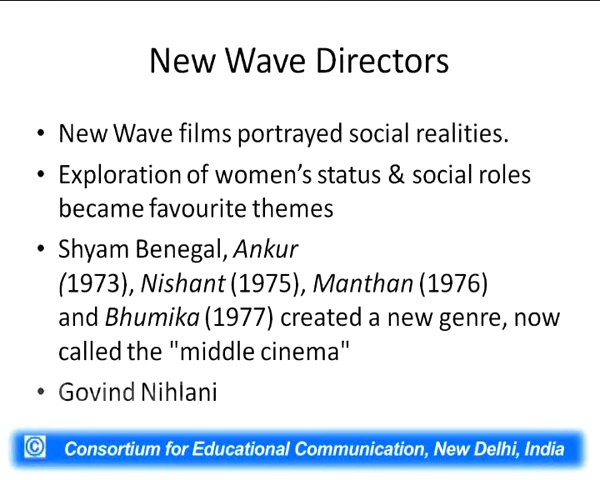 New Wave Directors
• New Wave films portrayed social realities.
• Exploration of women’s status & social roles
became favourite themes
• Shyam Benegal, Ankur
(1973), Nishant (1975), Manthan (1976)
and Bhumika (1977) created a new genre, now
called the "middle cinema"
• Govind Nihlani
© Consortium for Educational Communication, New Delhi, India